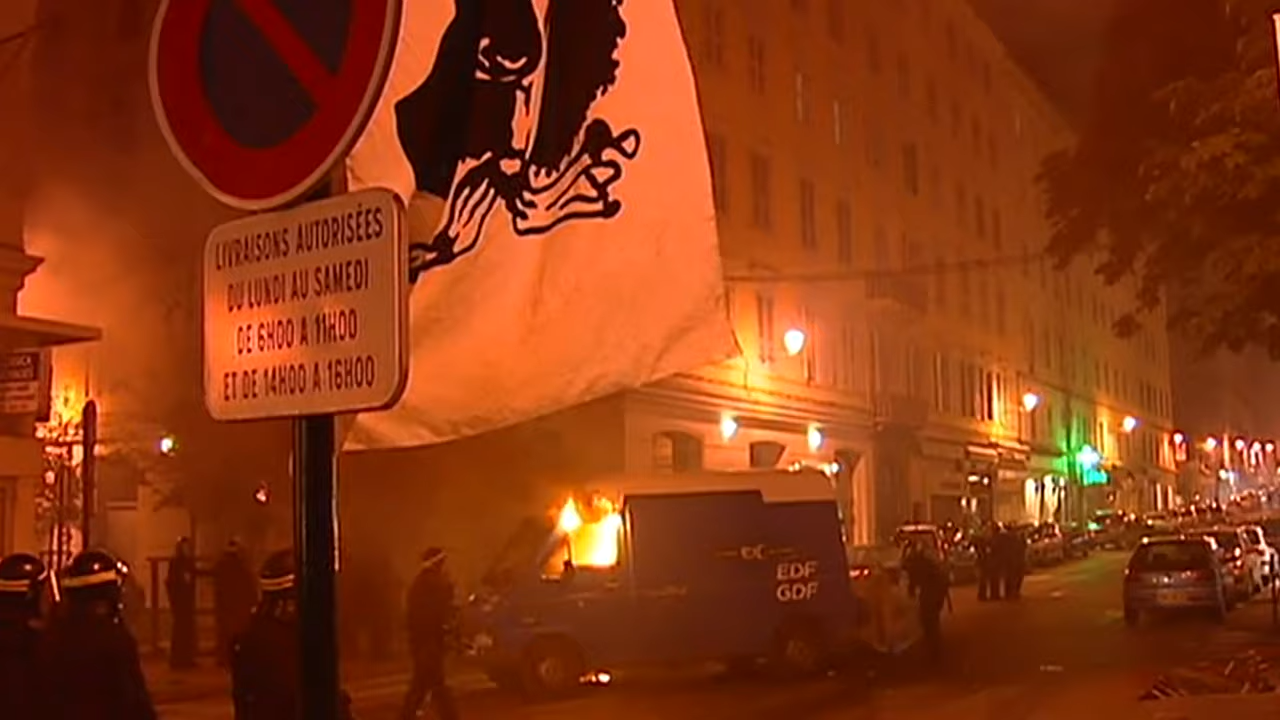 LIVRAISONS AUTORISÉES
DU LUNDI AU SAMEDI
DE 6H00 A 11H00
ET DE 14H00 A 16H00
EDF
GDF